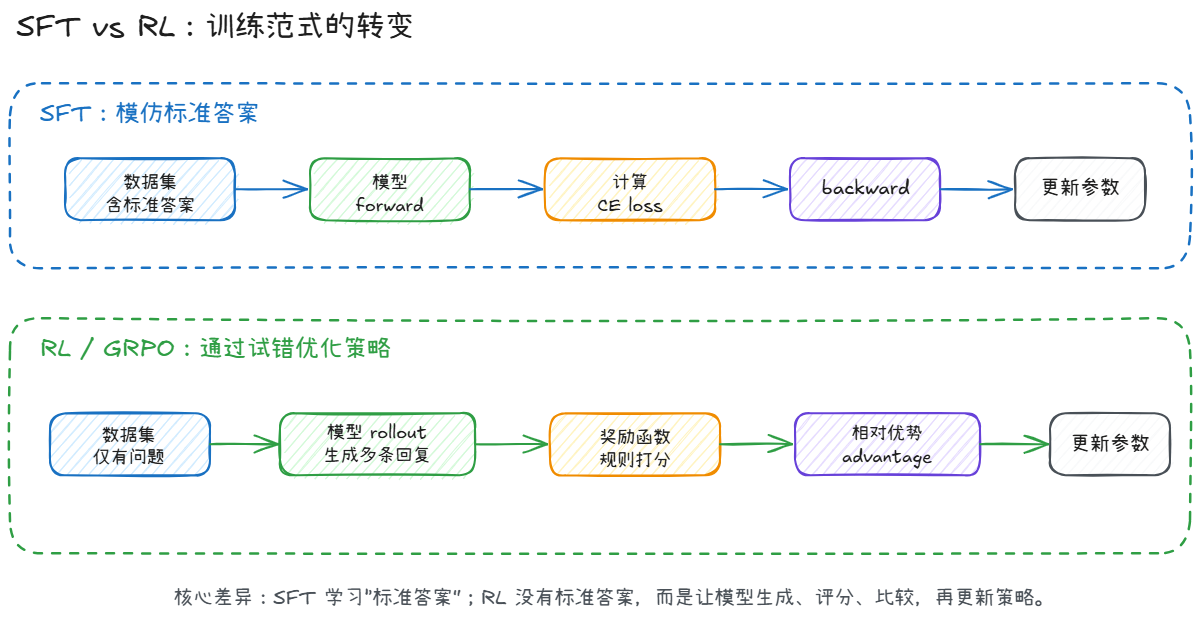 SFT vs RL：训练范式的转变
SFT：模仿标准答案
数据集
含标准答案
模型
forward
计算
CE loss
backward
更新参数
RL / GRPO：通过试错优化策略
数据集
仅有问题
模型 rollout
生成多条回复
奖励函数
规则打分
相对优势
advantage
更新参数
核心差异：SFT 学习"标准答案"；RL 没有标准答案，而是让模型生成、评分、比较，再更新策略。